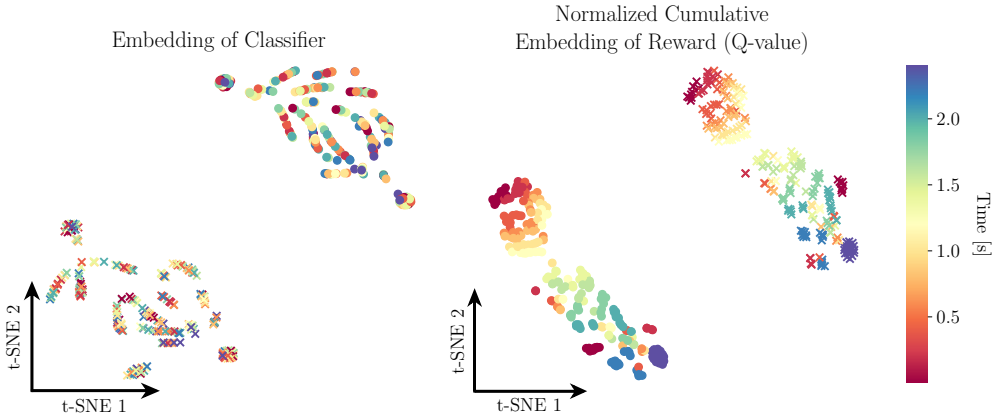 Embedding of Classifier
Normalized Cumulative
Embedding of Reward (Q-value)
t-SNE 2
t-SNE 1
t-SNE 2
t-SNE 1
2.0
1.5
1.0
0.5
Time [s]